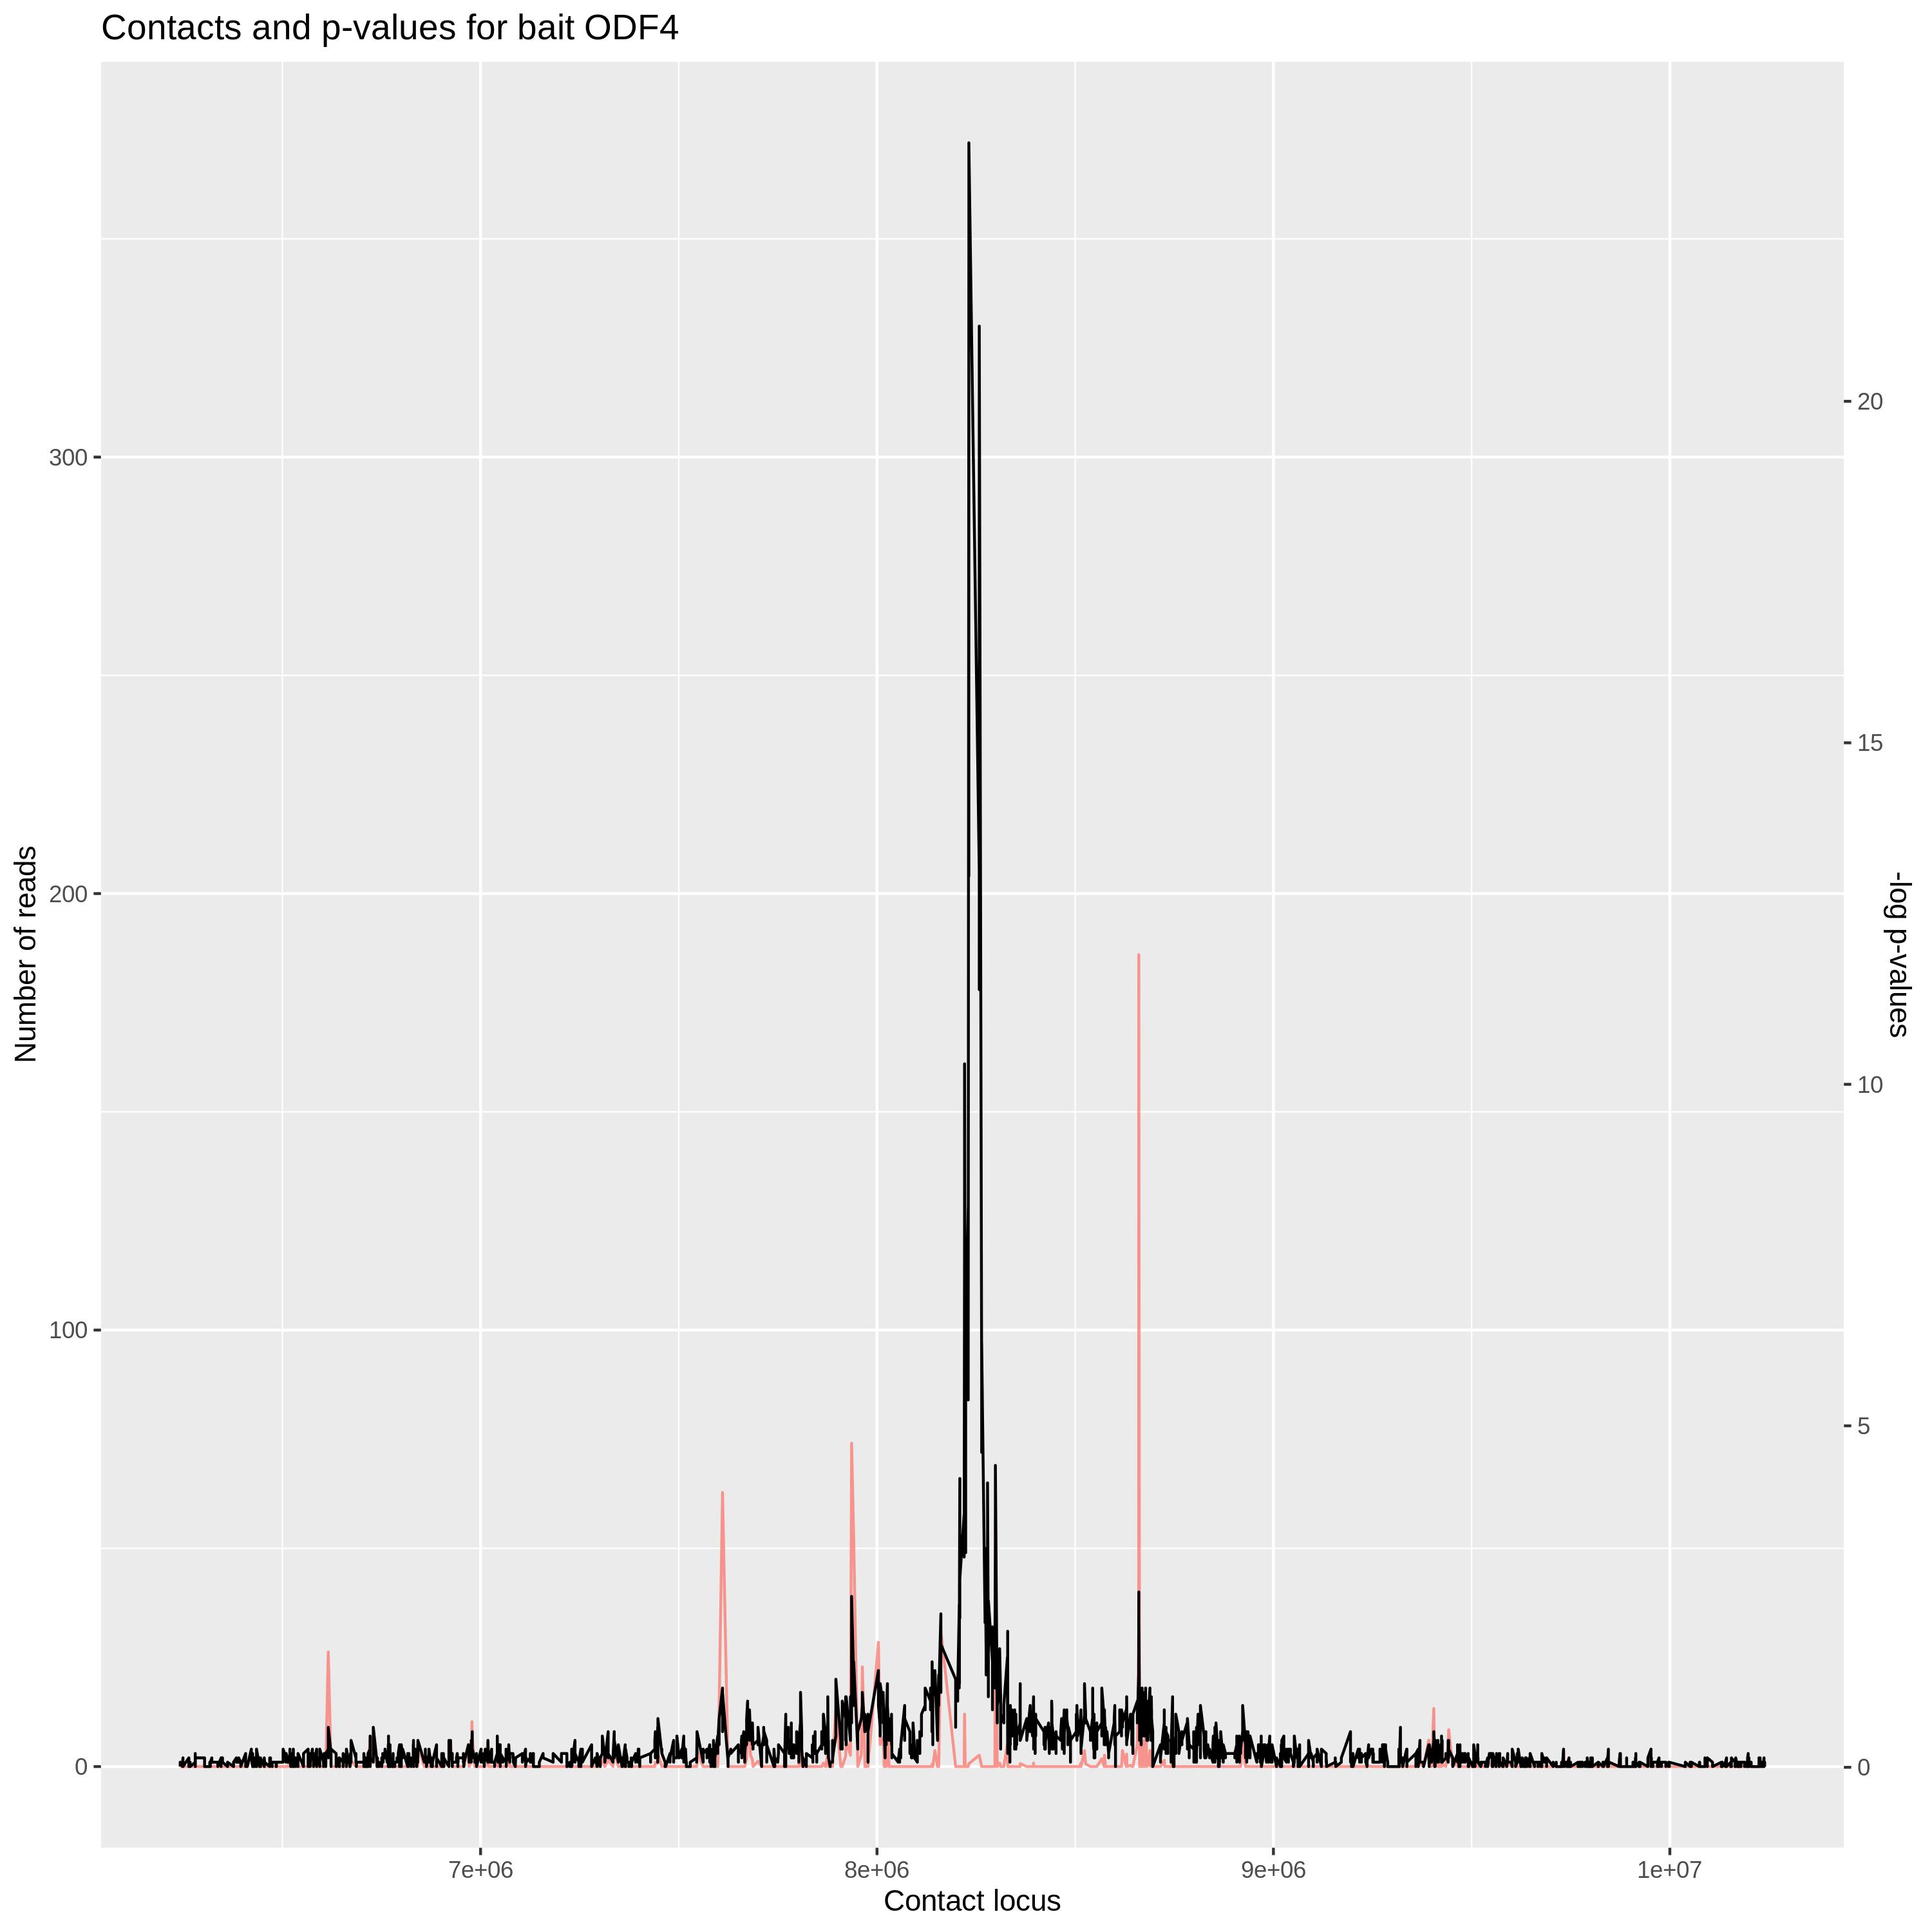 Contacts and p-values for bait ODF4
Number of reads
300
200
100
0
20
15
10
5
0
-log p-values
7e+06
8e+06
9e+06
1e+07
Contact locus